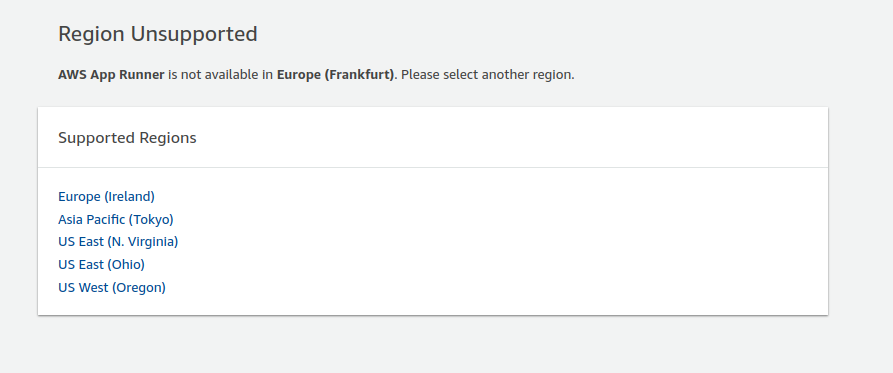 Region Unsupported
AWS App Runner is not available in Europe (Frankfurt). Please select another region.
Supported Regions
Europe (Ireland)
Asia Pacific (Tokyo)
US East (N. Virginia)
US East (Ohio)
US West (Oregon)